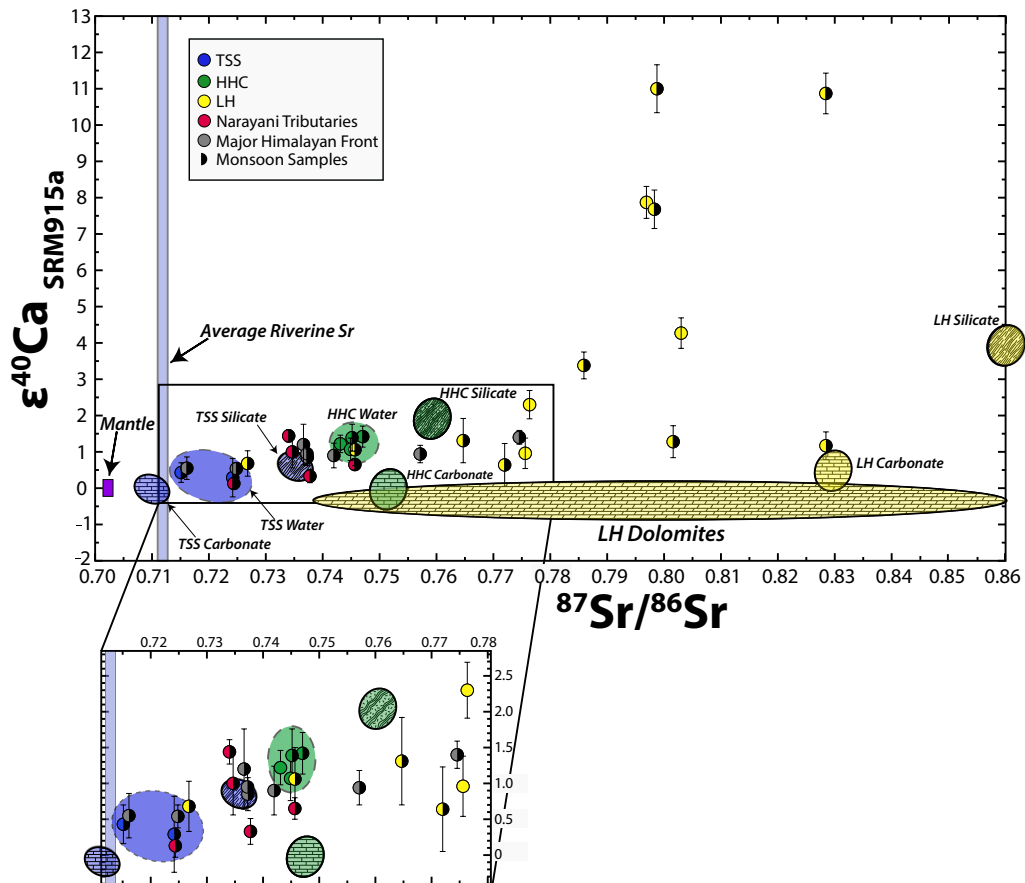 13
12
11
10
9
8
7
6
5
4
3
2
1
0
−1
−2
ε40Ca SRM915a
TSS
HHC
LH
Narayani Tributaries
Major Himalayan Front
Monsoon Samples
Average Riverine Sr
Mantle
TSS Silicate
HHC Water
HHC Silicate
LH Silicate
HHC Carbonate
LH Carbonate
TSS Water
TSS Carbonate
LH Dolomites
0.70
0.71
0.72
0.73
0.74
0.75
0.76
0.77
0.78
0.79
0.80
0.81
0.82
0.83
0.84
0.85
0.86
87Sr/86Sr
0.72
0.73
0.74
0.75
0.76
0.77
0.78
2.5
2.0
1.5
1.0
0.5
0